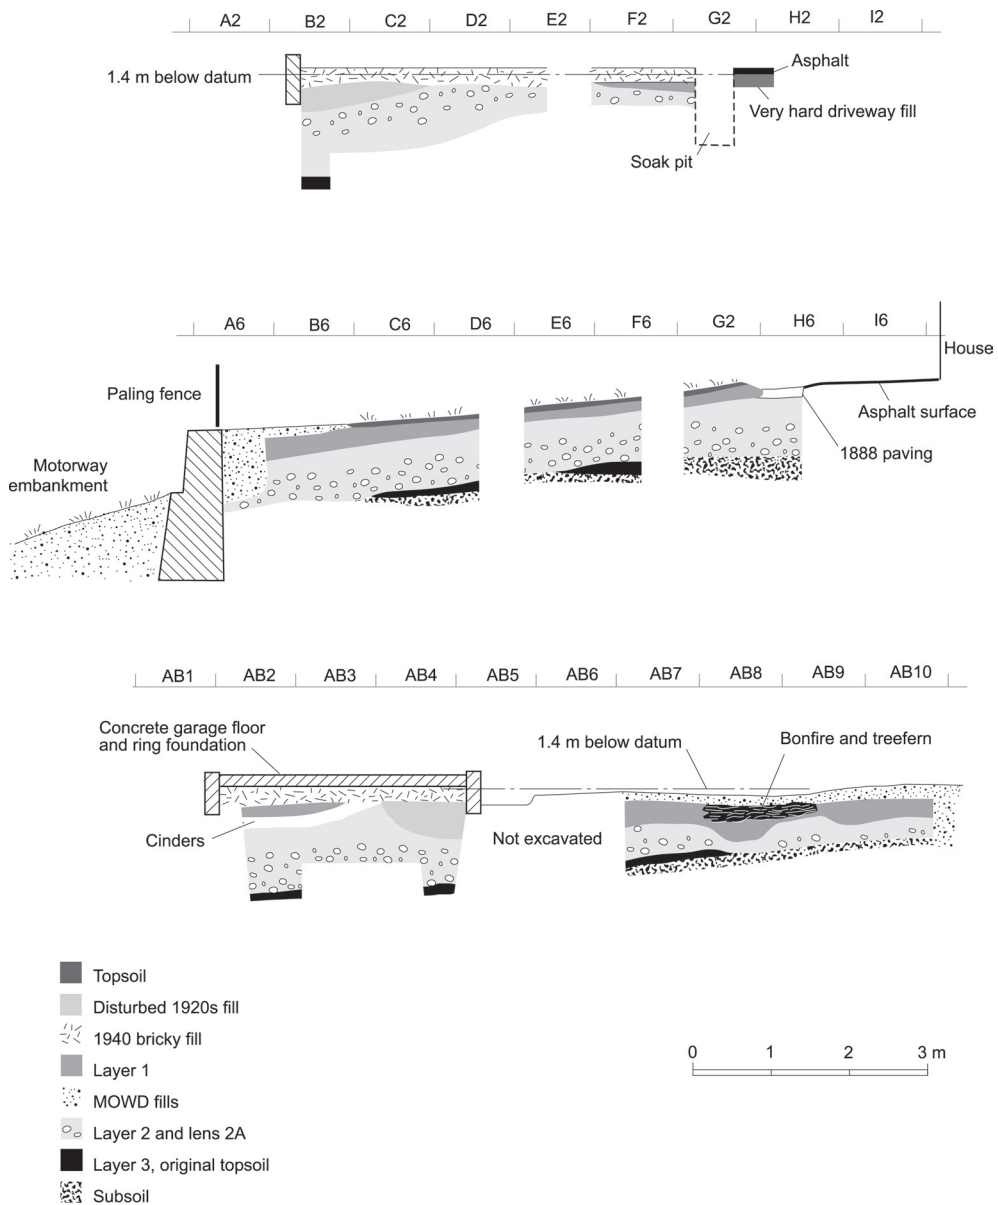 A2 B2 C2 D2 E2 F2 G2 H2 I2
1.4 m below datum
Asphalt
Very hard driveway fill
Soak pit
A6 B6 C6 D6 E6 F6 G2 H6 I6
House
Paling fence
Asphalt surface
1888 paving
Motorway
embankment
AB1 AB2 AB3 AB4 AB5 AB6 AB7 AB8 AB9 AB10
Concrete garage floor
and ring foundation
1.4 m below datum
Bonfire and treefern
Cinders
Not excavated
Topsoil
Disturbed 1920s fill
1940 bricky fill
Layer 1
MOWD fills
Layer 2 and lens 2A
Layer 3, original topsoil
Subsoil
0 1 2 3 m